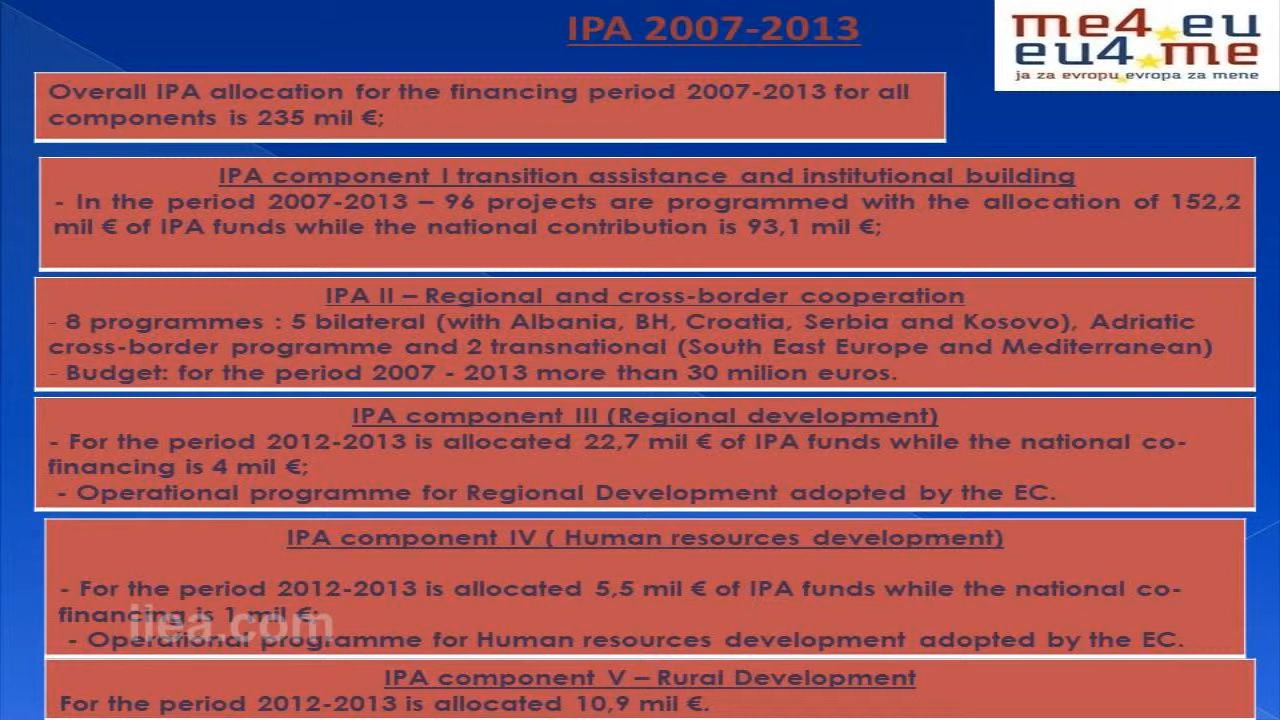 IPA 2007-2013
me4.eu
eu4.me
ja za evropu evropa za mene
Overall IPA allocation for the financing period 2007-2013 for all
components is 235 mil €;
IPA component I transition assistance and institutional building
- In the period 2007-2013 – 96 projects are programmed with the allocation of 152,2
mil € of IPA funds while the national contribution is 93,1 mil €;
IPA II – Regional and cross-border cooperation
- 8 programmes : 5 bilateral (with Albania, BH, Croatia, Serbia and Kosovo), Adriatic
cross-border programme and 2 transnational (South East Europe and Mediterranean)
- Budget: for the period 2007 - 2013 more than 30 milion euros.
IPA component III (Regional development)
- For the period 2012-2013 is allocated 22,7 mil € of IPA funds while the national co-
financing is 4 mil €;
- Operational programme for Regional Development adopted by the EC.
IPA component IV ( Human resources development)
- For the period 2012-2013 is allocated 5,5 mil € of IPA funds while the national co-
financing is 1 mil €;
iiea.com
- Operational programme for Human resources development adopted by the EC.
IPA component V – Rural Development
For the period 2012-2013 is allocated 10,9 mil €.